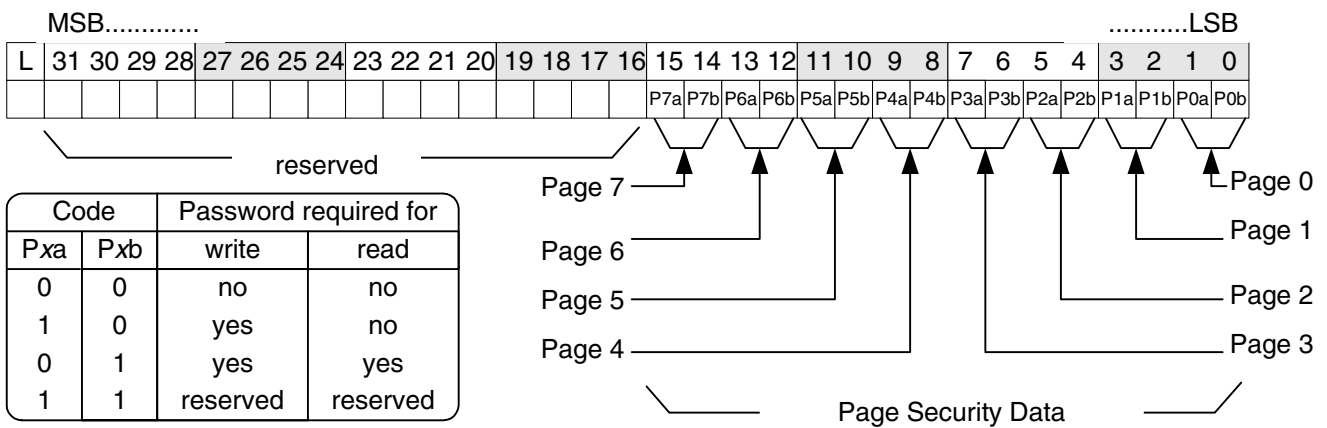 MSB.............
...........LSB
L 31 30 29 28 27 26 25 24 23 22 21 20 19 18 17 16 15 14 13 12 11 10 9 8 7 6 5 4 3 2 1 0
P7a P7b P6a P6b P5a P5b P4a P4b P3a P3b P2a P2b P1a P1b P0a P0b
reserved
Page 7
Page 6
Page 5
Page 4
Page 0
Page 1
Page 2
Page 3
Page Security Data
Code Password required for
Pxa Pxb write read
0 0 no no
1 0 yes no
0 1 yes yes
1 1 reserved reserved